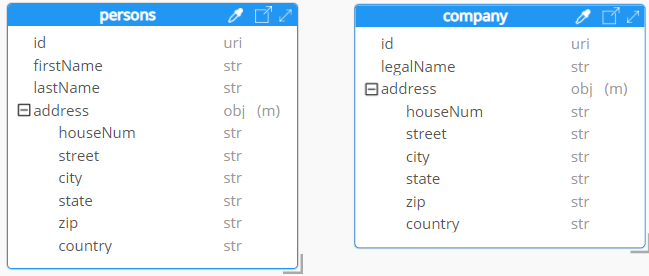 persons
id uri
firstName str
lastName str
address obj (m)
houseNum str
street str
city str
state str
zip str
country str
company
id uri
legalName str
address obj (m)
houseNum str
street str
city str
state str
zip str
country str